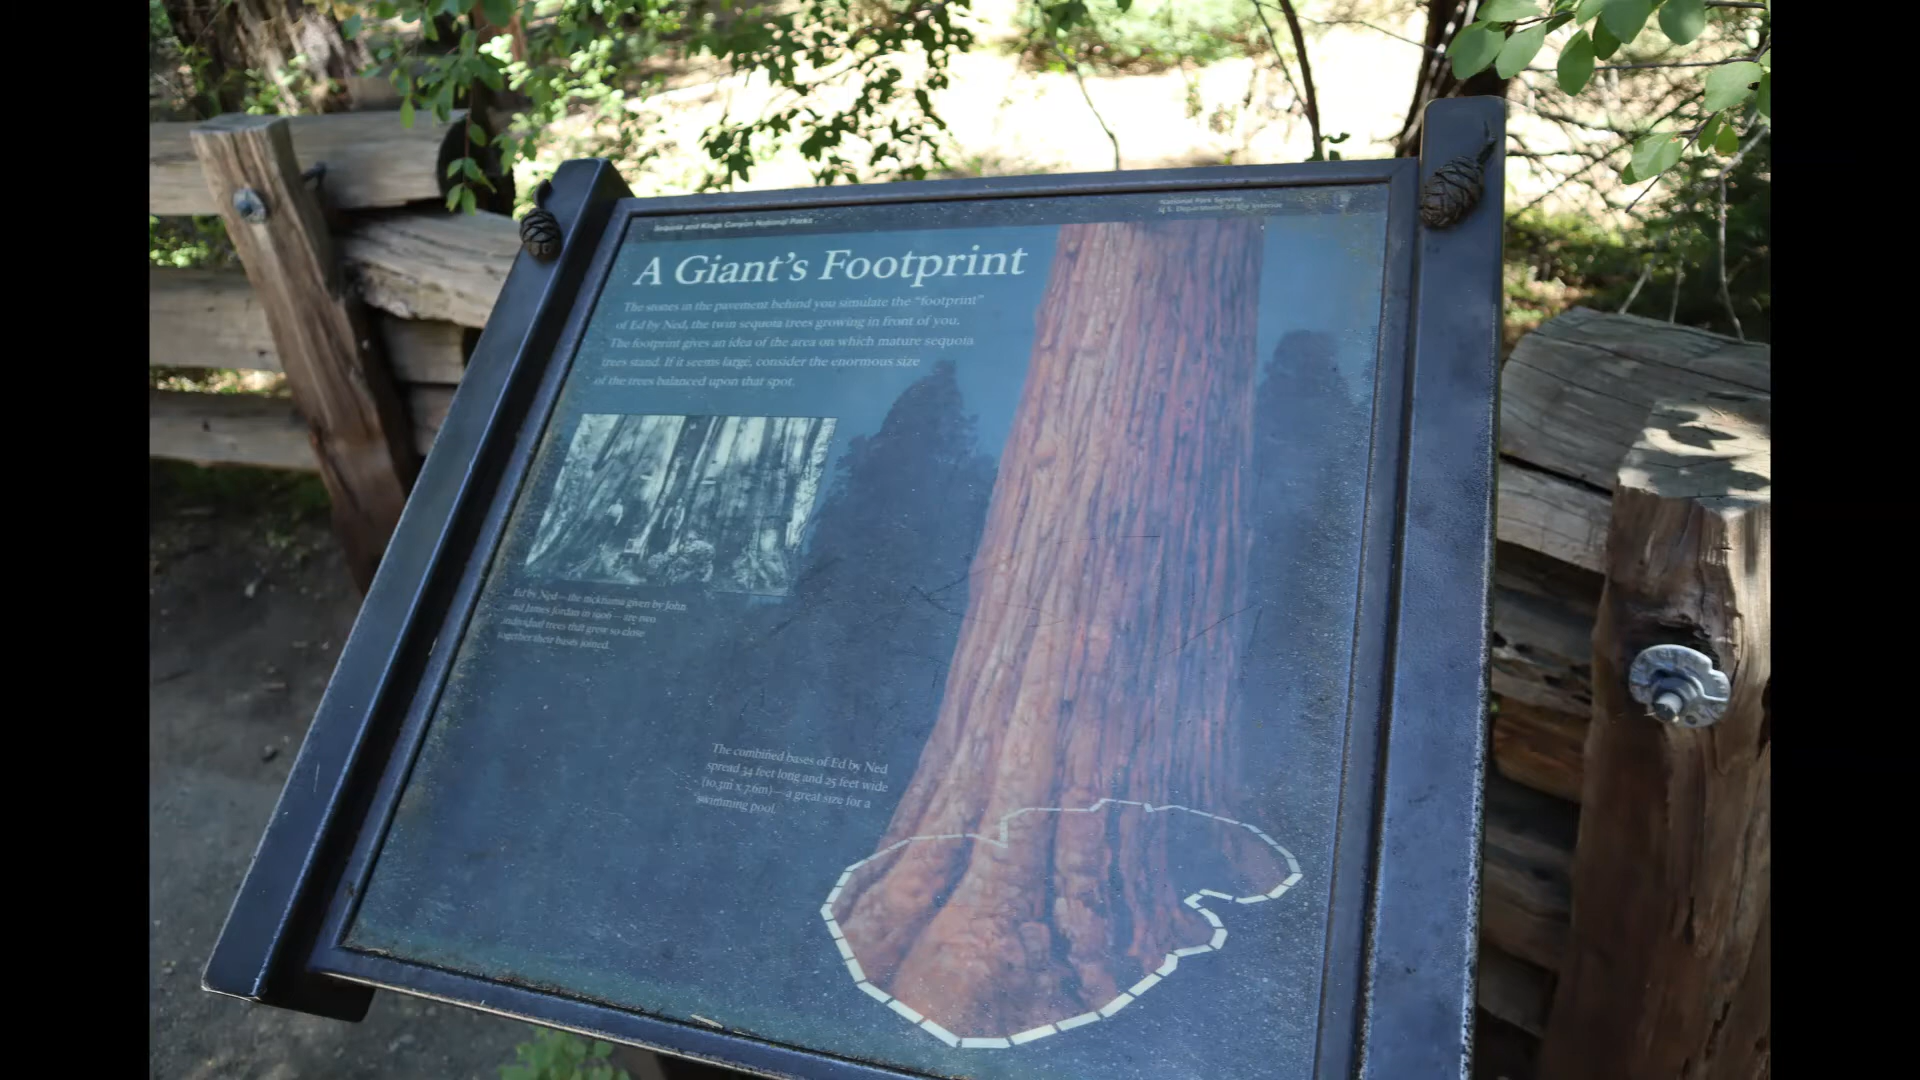 Sequoia and Kings Canyon National Parks
National Park Service
U.S. Department of the Interior
A Giant's Footprint
The stones in the pavement behind you simulate the "footprint"
of Ed by Ned, the twin sequoia trees growing in front of you.
The footprint gives an idea of the area on which mature sequoia
trees stand. If it seems large, consider the enormous size
of the trees balanced upon that spot.
Ed by Ned—the nickname given by John
and James Jordan in 1906—are two
individual trees that grew so close
together their bases joined.
The combined bases of Ed by Ned
spread 34 feet long and 25 feet wide
(10.3m x 7.6m)—a great size for a
swimming pool.